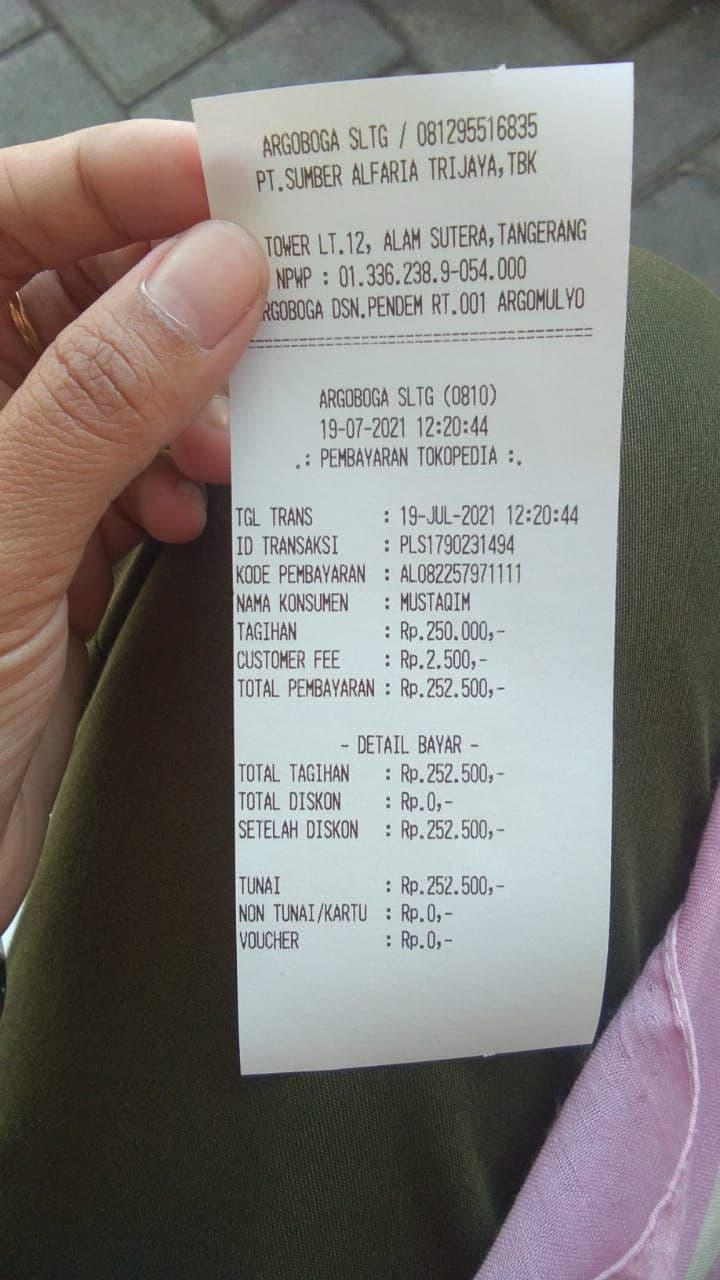 ARGOBOGA SLTG / 081295516835
PT.SUMBER ALFARIA TRIJAYA,TBK
TOWER LT.12, ALAM SUTERA,TANGERANG
NPWP : 01.336.238.9-054.000
RGOBOGA DSN.PENDEM RT.001 ARGOMULYO
==================================================
ARGOBOGA SLTG (0810)
19-07-2021 12:20:44
.: PEMBAYARAN TOKOPEDIA :.
TGL TRANS : 19-JUL-2021 12:20:44
ID TRANSAKSI : PLS1790231494
KODE PEMBAYARAN : AL082257971111
NAMA KONSUMEN : MUSTAQIM
TAGIHAN : Rp.250.000,-
CUSTOMER FEE : Rp.2.500,-
TOTAL PEMBAYARAN : Rp.252.500,-
- DETAIL BAYAR -
TOTAL TAGIHAN : Rp.252.500,-
TOTAL DISKON : Rp.0,-
SETELAH DISKON : Rp.252.500,-
TUNAI : Rp.252.500,-
NON TUNAI/KARTU : Rp.0,-
VOUCHER : Rp.0,-